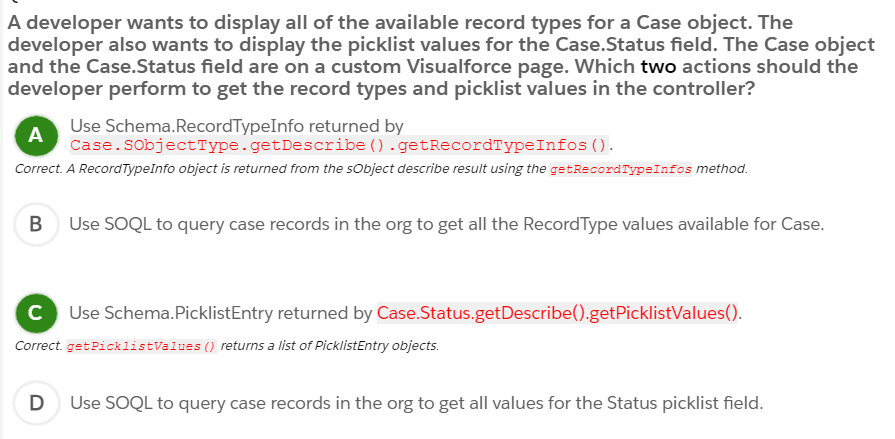 A developer wants to display all of the available record types for a Case object. The
developer also wants to display the picklist values for the Case.Status field. The Case object
and the Case.Status field are on a custom Visualforce page. Which two actions should the
developer perform to get the record types and picklist values in the controller?
A
Use Schema.RecordTypeInfo returned by
Case.SObjectType.getDescribe().getRecordTypeInfos().
Correct. A RecordTypeInfo object is returned from the sObject describe result using the getRecordTypeInfos method.
B Use SOQL to query case records in the org to get all the RecordType values available for Case.
C Use Schema.PicklistEntry returned by Case.Status.getDescribe().getPicklistValues().
Correct. getPicklistValues() returns a list of PicklistEntry objects.
D Use SOQL to query case records in the org to get all values for the Status picklist field.